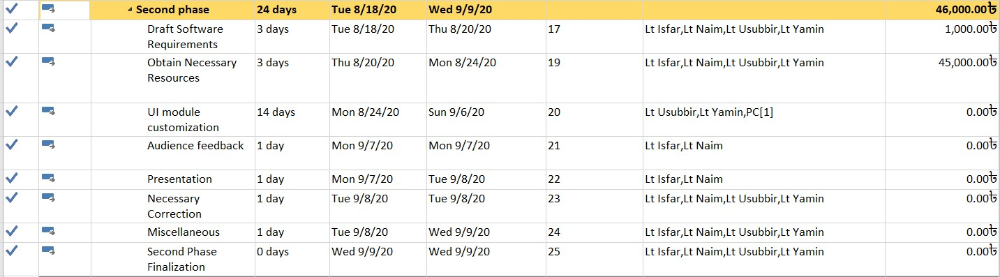 Second phase 24 days Tue 8/18/20 Wed 9/9/20 46,000.00৳
Draft Software 3 days Tue 8/18/20 Thu 8/20/20 17 Lt Isfar,Lt Naim,Lt Usubbir,Lt Yamin 1,000.00৳
Requirements
Obtain Necessary 3 days Thu 8/20/20 Mon 8/24/20 19 Lt Isfar,Lt Naim,Lt Usubbir,Lt Yamin 45,000.00৳
Resources
UI module 14 days Mon 8/24/20 Sun 9/6/20 20 Lt Usubbir,Lt Yamin,PC[1] 0.00৳
customization
Audience feedback 1 day Mon 9/7/20 Mon 9/7/20 21 Lt Isfar,Lt Naim 0.00৳
Presentation 1 day Mon 9/7/20 Tue 9/8/20 22 Lt Isfar,Lt Naim 0.00৳
Necessary 1 day Tue 9/8/20 Tue 9/8/20 23 Lt Isfar,Lt Naim,Lt Usubbir,Lt Yamin 0.00৳
Correction
Miscellaneous 1 day Tue 9/8/20 Wed 9/9/20 24 Lt Isfar,Lt Naim,Lt Usubbir,Lt Yamin 0.00৳
Second Phase 0 days Wed 9/9/20 Wed 9/9/20 25 Lt Isfar,Lt Naim,Lt Usubbir,Lt Yamin 0.00৳
Finalization